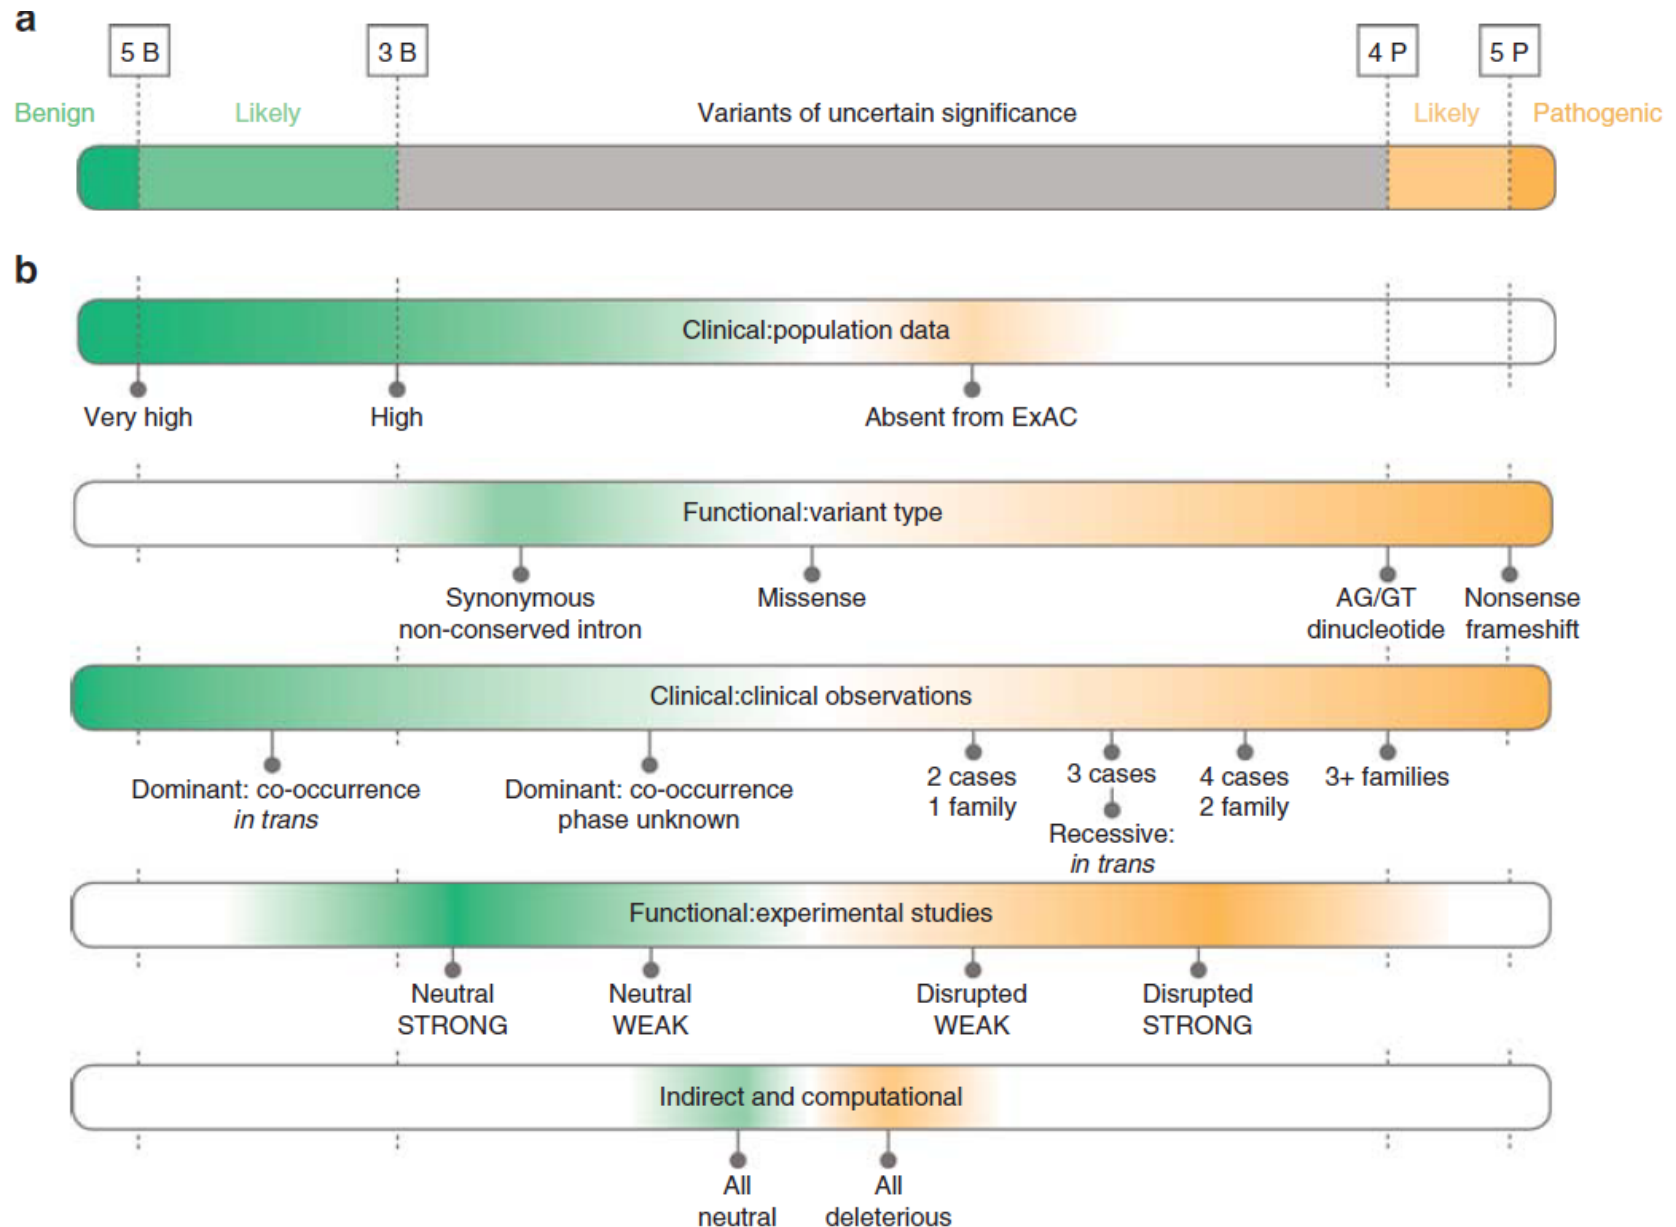 a
5 B
3 B
4 P
5 P
Benign
Likely
Variants of uncertain significance
Likely
Pathogenic
b
Clinical:population data
Very high
High
Absent from ExAC
Functional:variant type
Synonymous
non-conserved intron
Missense
AG/GT
dinucleotide
Nonsense
frameshift
Clinical:clinical observations
Dominant: co-occurrence
in trans
Dominant: co-occurrence
phase unknown
2 cases
1 family
3 cases
Recessive:
in trans
4 cases
2 family
3+ families
Functional:experimental studies
Neutral
STRONG
Neutral
WEAK
Disrupted
WEAK
Disrupted
STRONG
Indirect and computational
All
neutral
All
deleterious